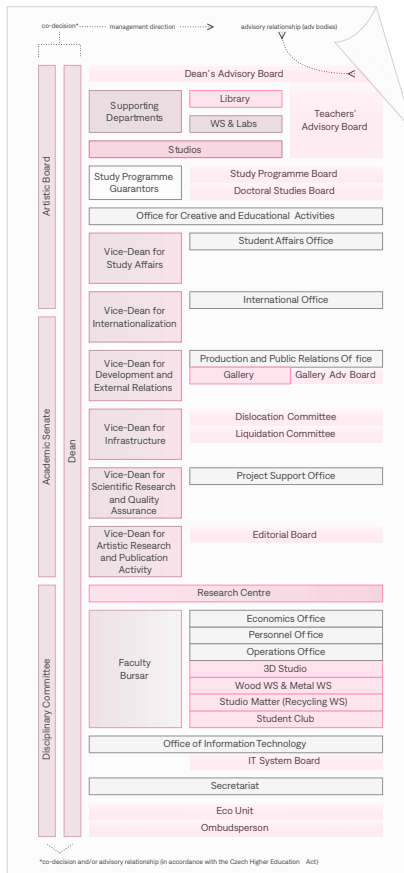 co-decision*
management direction
advisory relationship (adv bodies)
Dean's Advisory Board
Supporting
Departments
Library
WS & Labs
Teachers'
Advisory Board
Studios
Study Programme
Guarantors
Study Programme Board
Doctoral Studies Board
Office for Creative and Educational Activities
Vice-Dean for
Study Affairs
Student Affairs Office
Vice-Dean for
Internationalization
International Office
Vice-Dean for
Development and
External Relations
Production and Public Relations Of fice
Gallery
Gallery Adv Board
Vice-Dean for
Infrastructure
Dislocation Committee
Liquidation Committee
Vice-Dean for
Scientific Research
and Quality
Assurance
Project Support Office
Vice-Dean for
Artistic Research
and Publication
Activity
Editorial Board
Research Centre
Faculty
Bursar
Economics Office
Personnel Office
Operations Office
3D Studio
Wood WS & Metal WS
Studio Matter (Recycling WS)
Student Club
Office of Information Technology
IT System Board
Secretariat
Eco Unit
Ombudsperson
Artistic Board
Academic Senate
Disciplinary Committee
Dean
*co-decision and/or advisory relationship (in accordance with the Czech Higher Education Act)